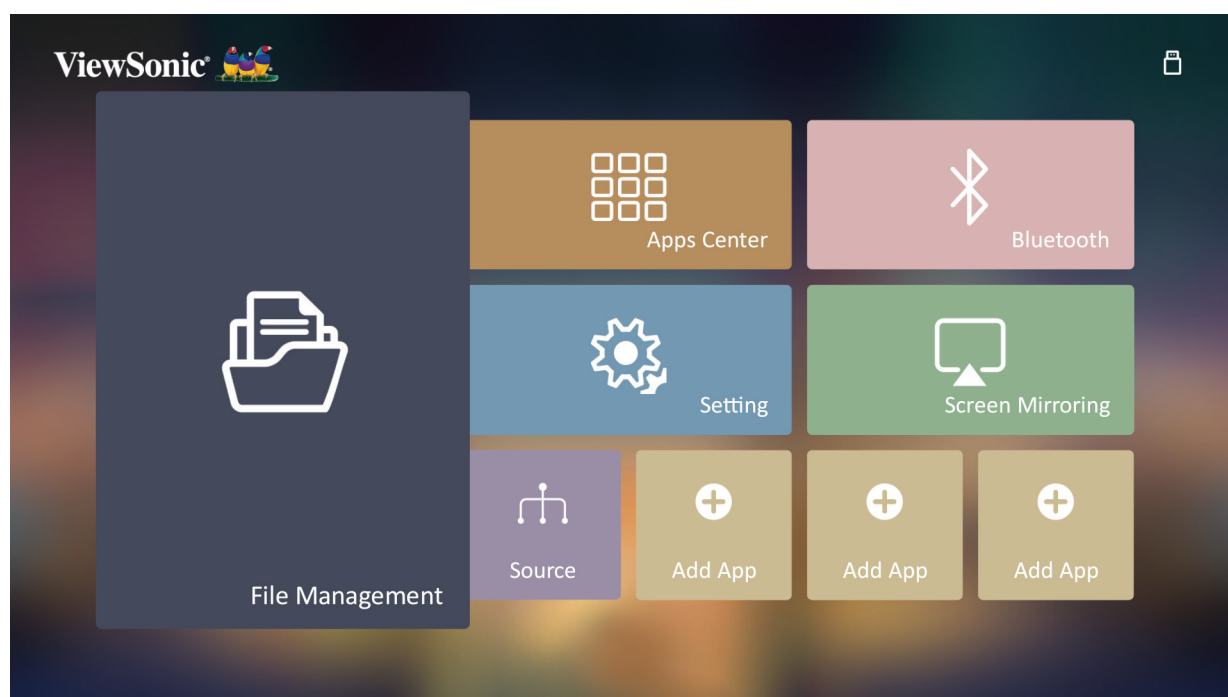 ViewSonic®
Apps Center
Bluetooth
Setting
Screen Mirroring
File Management
Source
Add App
Add App
Add App